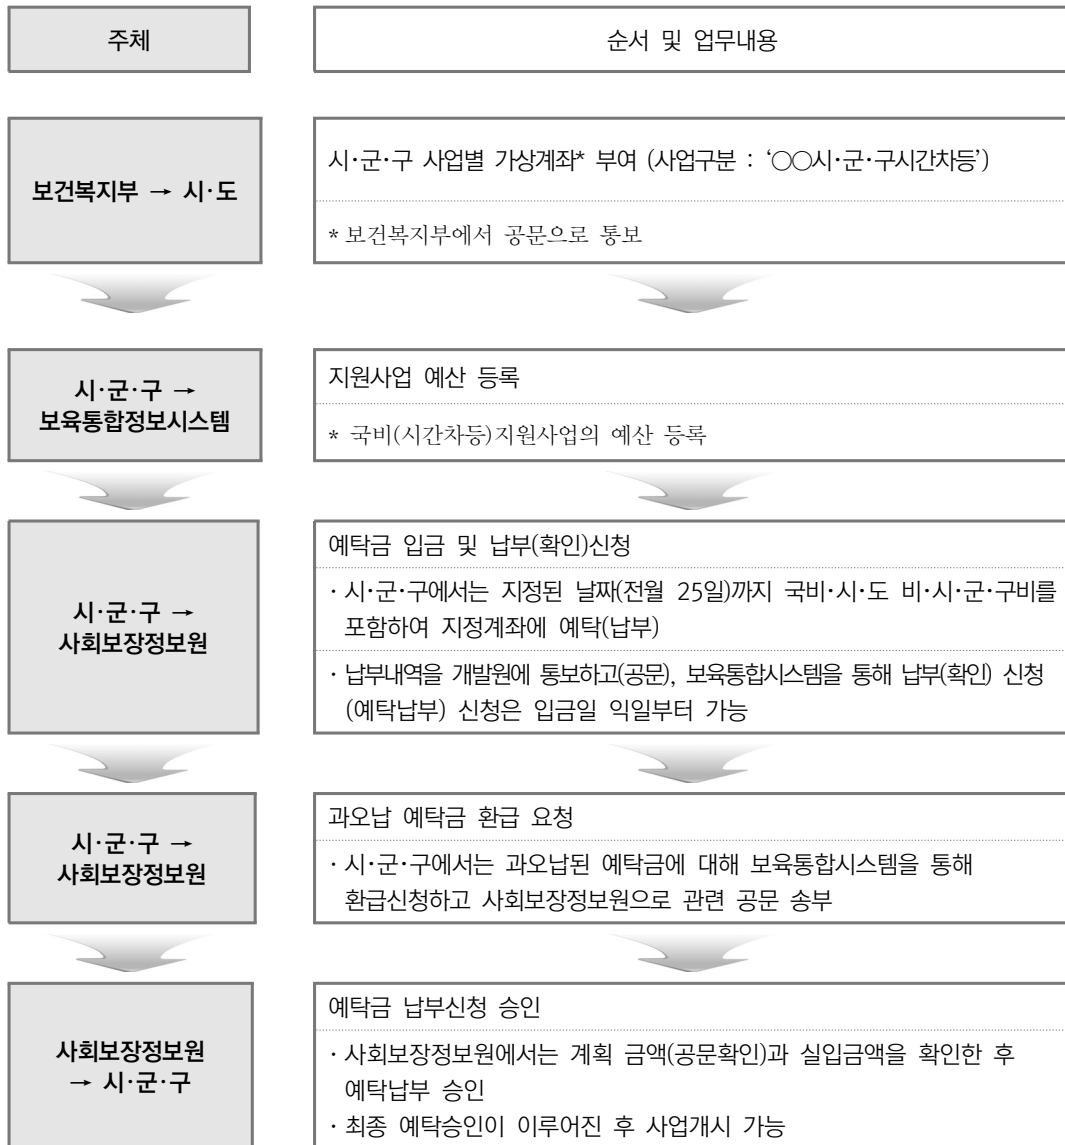 주체
순서 및 업무내용
보건복지부 → 시·도
시·군·구 사업별 가상계좌* 부여 (사업구분 : ‘○○시·군·구시간차등’)
* 보건복지부에서 공문으로 통보
시·군·구 →
보육통합정보시스템
지원사업 예산 등록
* 국비(시간차등)지원사업의 예산 등록
시·군·구 →
사회보장정보원
예탁금 입금 및 납부(확인)신청
· 시·군·구에서는 지정된 날짜(전월 25일)까지 국비·시·도 비·시·군·구비를
포함하여 지정계좌에 예탁(납부)
· 납부내역을 개발원에 통보하고(공문), 보육통합시스템을 통해 납부(확인) 신청
(예탁납부) 신청은 입금일 익일부터 가능
시·군·구 →
사회보장정보원
과오납 예탁금 환급 요청
· 시·군·구에서는 과오납된 예탁금에 대해 보육통합시스템을 통해
환급신청하고 사회보장정보원으로 관련 공문 송부
사회보장정보원
→ 시·군·구
예탁금 납부신청 승인
· 사회보장정보원에서는 계획 금액(공문확인)과 실입금액을 확인한 후
예탁납부 승인
· 최종 예탁승인이 이루어진 후 사업개시 가능